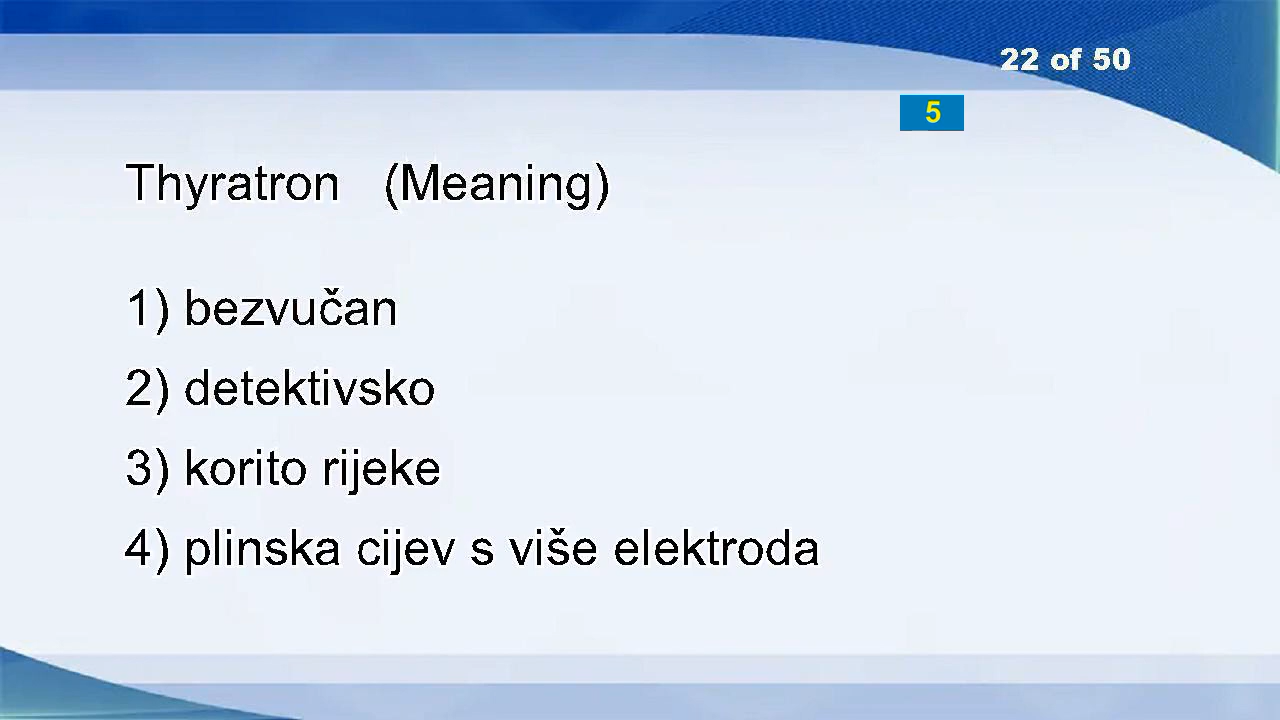 22 of 50
5
Thyratron (Meaning)
1) bezvučan
2) detektivsko
3) korito rijeke
4) plinska cijev s više elektroda